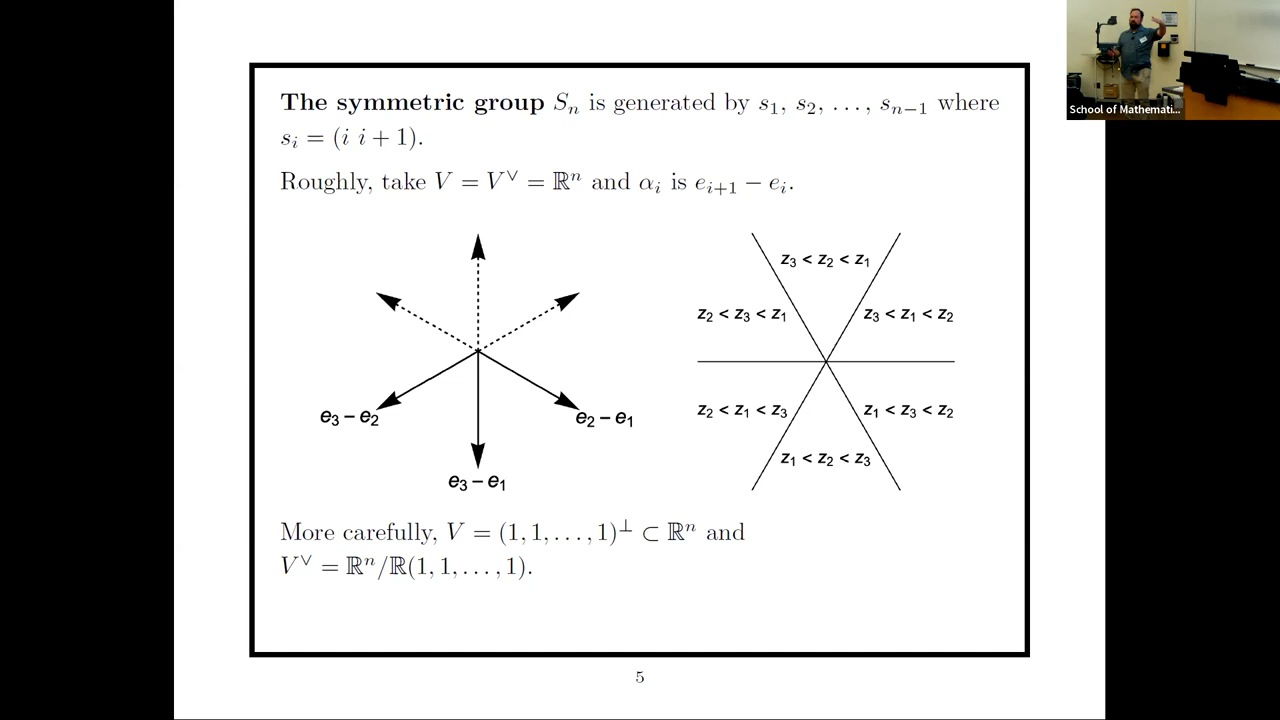 The symmetric group Sₙ is generated by s₁, s₂, …, sₙ₋₁ where
sᵢ = (i i + 1).
Roughly, take V = V^∨ = ℝⁿ and αᵢ is eᵢ₊₁ − eᵢ.
e₃ − e₂
e₂ − e₁
e₃ − e₁
z₃ < z₂ < z₁
z₂ < z₃ < z₁
z₃ < z₁ < z₂
z₂ < z₁ < z₃
z₁ < z₃ < z₂
z₁ < z₂ < z₃
More carefully, V = (1, 1, …, 1)^⊥ ⊂ ℝⁿ and
V^∨ = ℝⁿ/ℝ(1, 1, …, 1).
5
School of Mathemati...